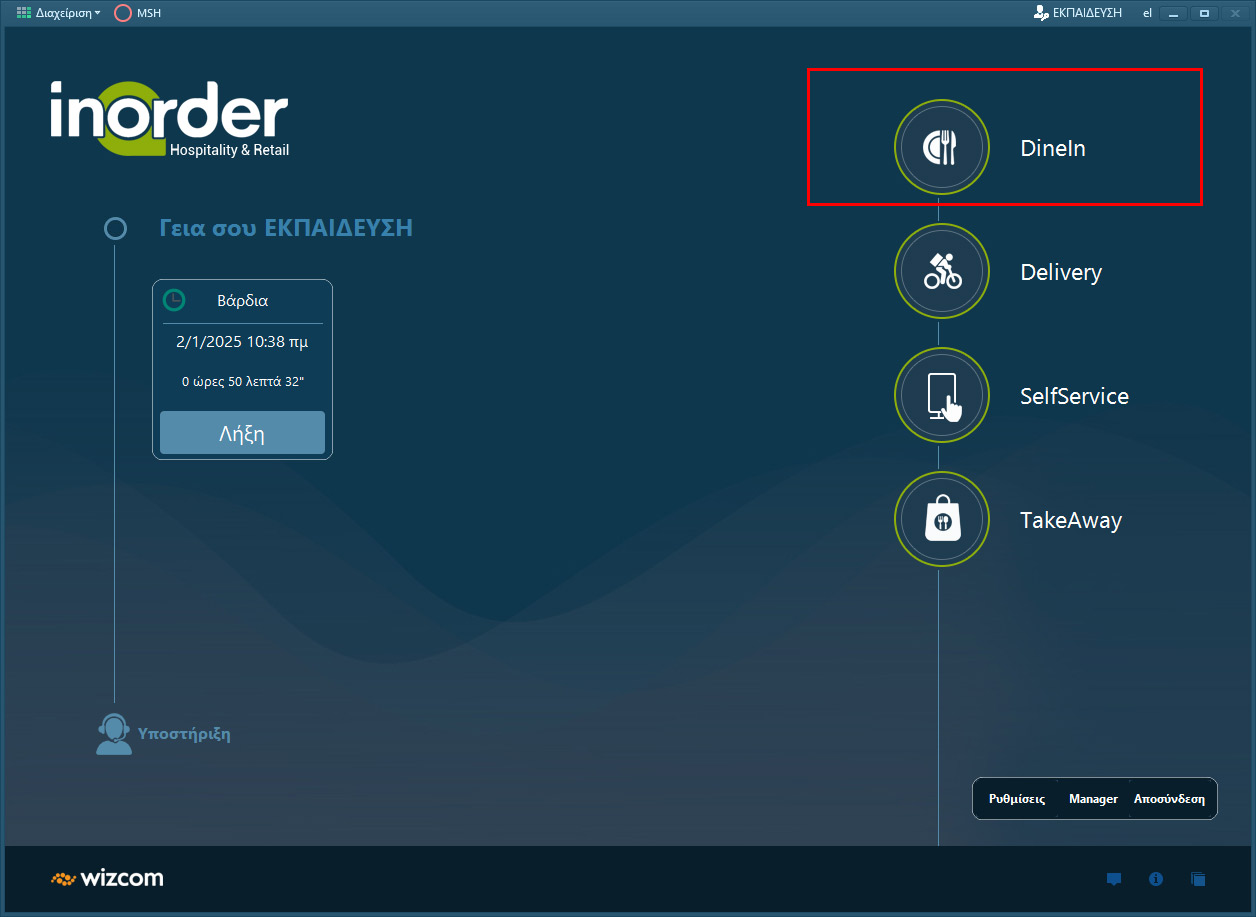 Διαχείριση
MSH
ΕΚΠΑΙΔΕΥΣΗ
el
inorder
Hospitality & Retail
Γεια σου ΕΚΠΑΙΔΕΥΣΗ
Βάρδια
2/1/2025 10:38 πμ
0 ώρες 50 λεπτά 32"
Λήξη
Υποστήριξη
DineIn
Delivery
SelfService
TakeAway
Ρυθμίσεις Manager Αποσύνδεση
wizcom